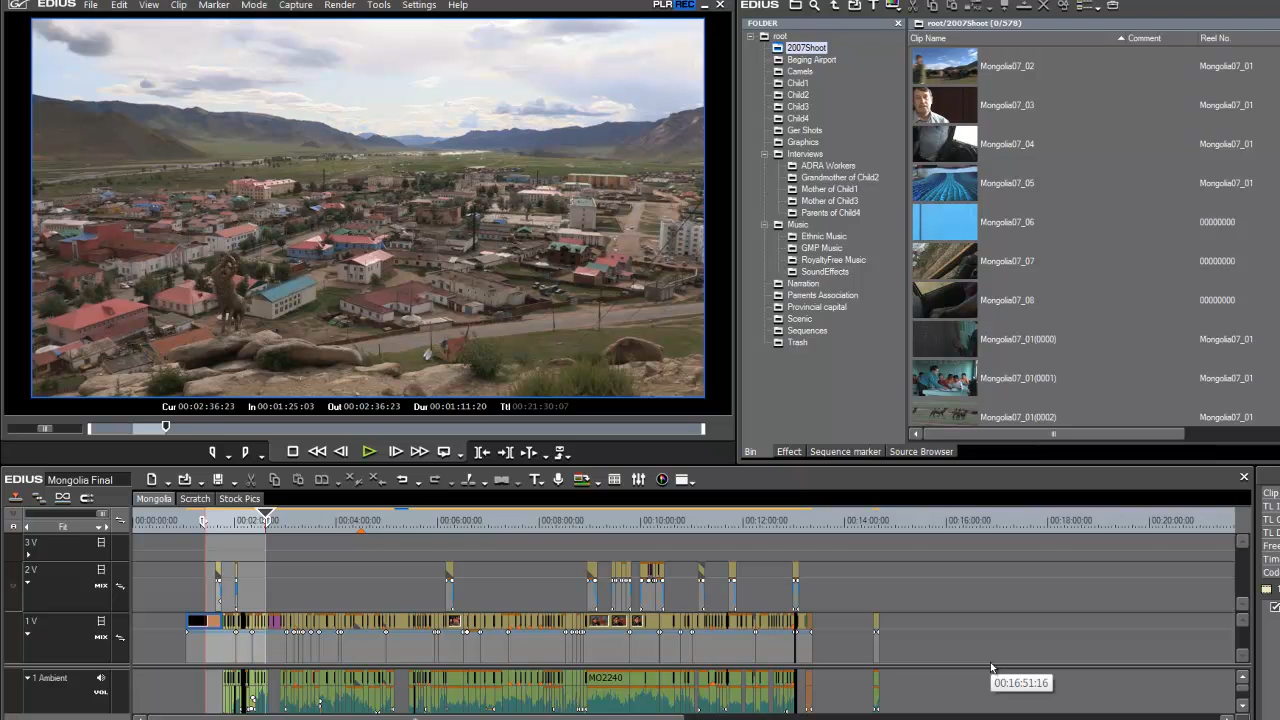 EDIUS File Edit View Clip Marker Mode Capture Render Tools Settings Help PLR REC
EDIUS
FOLDER
root
2007Shoot
Beging Airport
Camels
Child1
Child2
Child3
Child4
Ger Shots
Graphics
Interviews
ADRA Workers
Grandmother of Child2
Mother of Child1
Mother of Child3
Parents of Child4
Music
Ethnic Music
GMP Music
RoyaltyFree Music
SoundEffects
Narration
Parents Association
Provincial capital
Scenic
Sequences
Trash
root/2007Shoot (0/578)
Clip Name Comment Reel No.
Mongolia07_02 Mongolia07_01
Mongolia07_03 Mongolia07_01
Mongolia07_04 Mongolia07_01
Mongolia07_05 Mongolia07_01
Mongolia07_06 00000000
Mongolia07_07 00000000
Mongolia07_08 00000000
Mongolia07_01(0000) Mongolia07_01
Mongolia07_01(0001) Mongolia07_01
Mongolia07_01(0002) Mongolia07_01
Cur 00:02:36:23 In 00:01:25:03 Out 00:02:36:23 Dur 00:01:11:20 Ttl 00:21:30:07
Bin Effect Sequence marker Source Browser
EDIUS Mongolia Final
Mongolia Scratch Stock Pics
Fit
00:00:00:00 00:04:00:00 00:06:00:00 00:08:00:00 00:10:00:00 00:12:00:00 00:14:00:00 00:16:00:00 00:18:00:00 00:20:00:00
3 V
2 V
MIX
1 V
MIX
1 Ambient
VOL
MO2240
00:16:51:16
Clip
TL I
TL
TL D
Free
Time
Cod